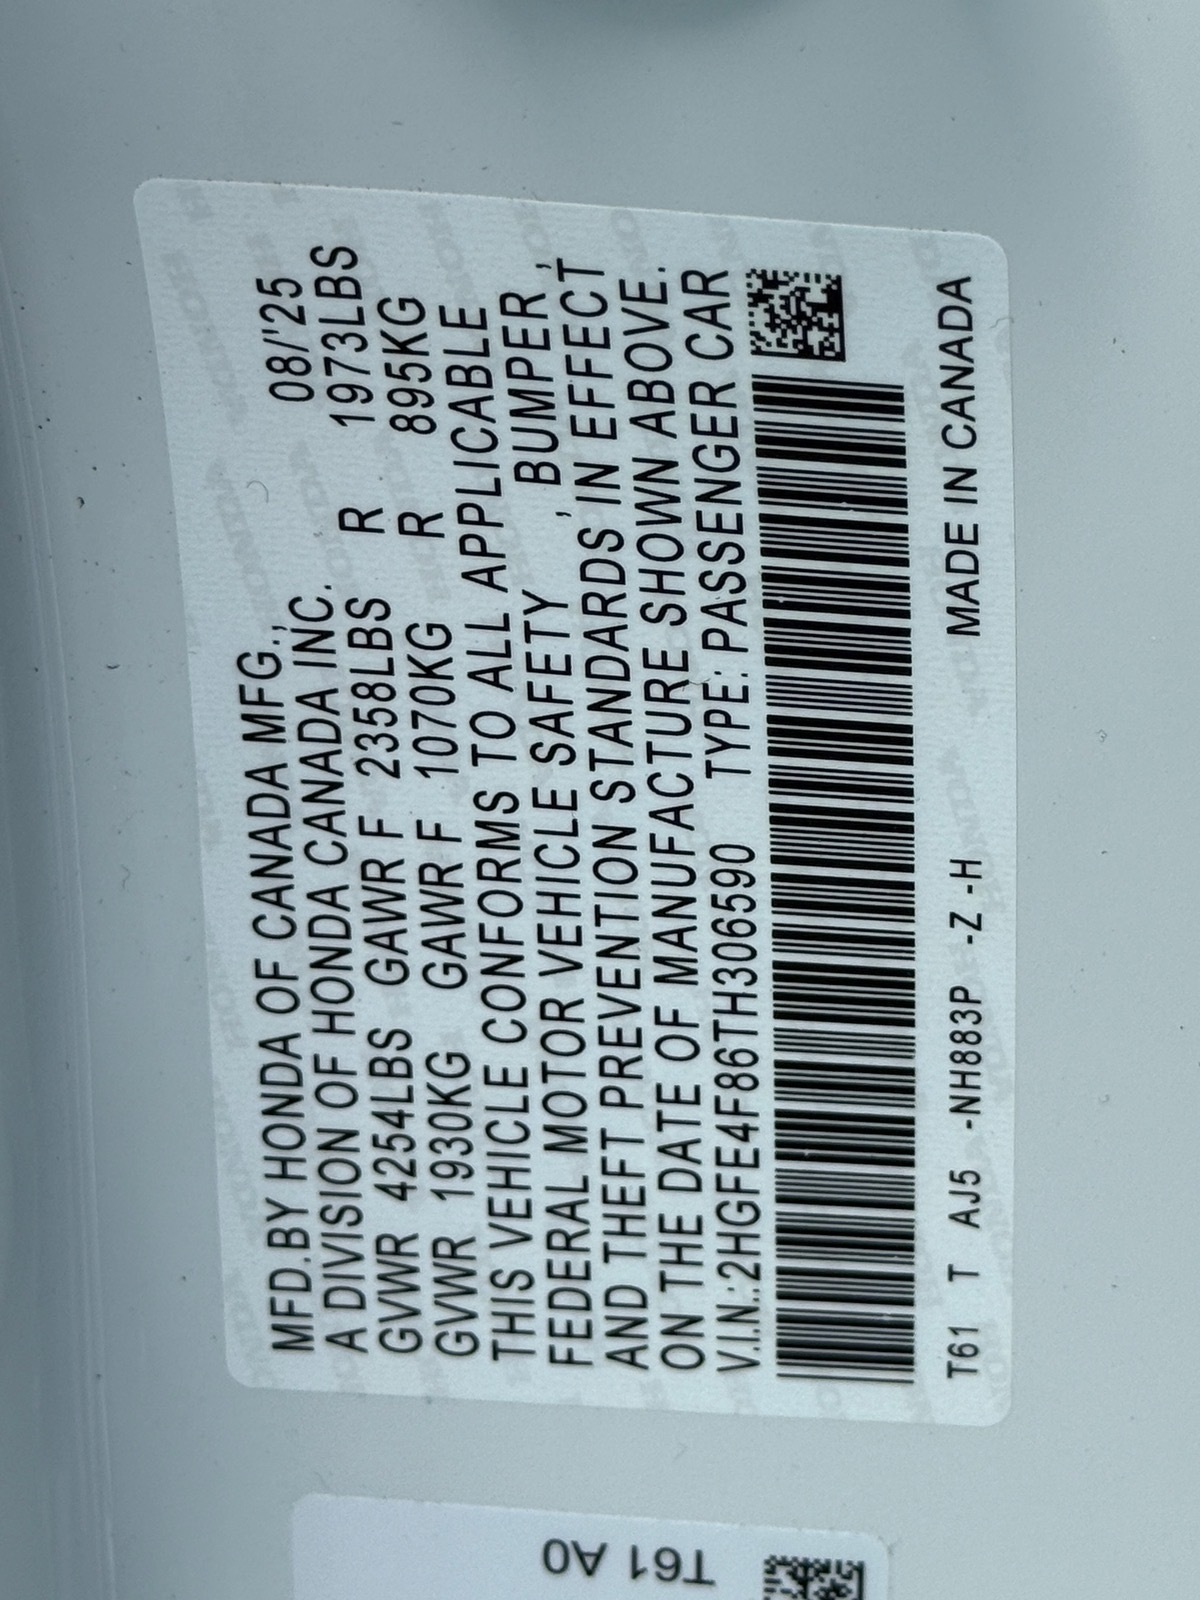 MFD.BY HONDA OF CANADA MFG., 08/'25
A DIVISION OF HONDA CANADA INC.
GVWR 4254LBS GAWR F 2358LBS R 1973LBS
GVWR 1930KG GAWR F 1070KG R 895KG
THIS VEHICLE CONFORMS TO ALL APPLICABLE
FEDERAL MOTOR VEHICLE SAFETY , BUMPER ,
AND THEFT PREVENTION STANDARDS IN EFFECT
ON THE DATE OF MANUFACTURE SHOWN ABOVE.
V.I.N.:2HGFE4F86TH306590 TYPE: PASSENGER CAR
T61 T AJ5 -NH883P -Z -H MADE IN CANADA
T61 A0